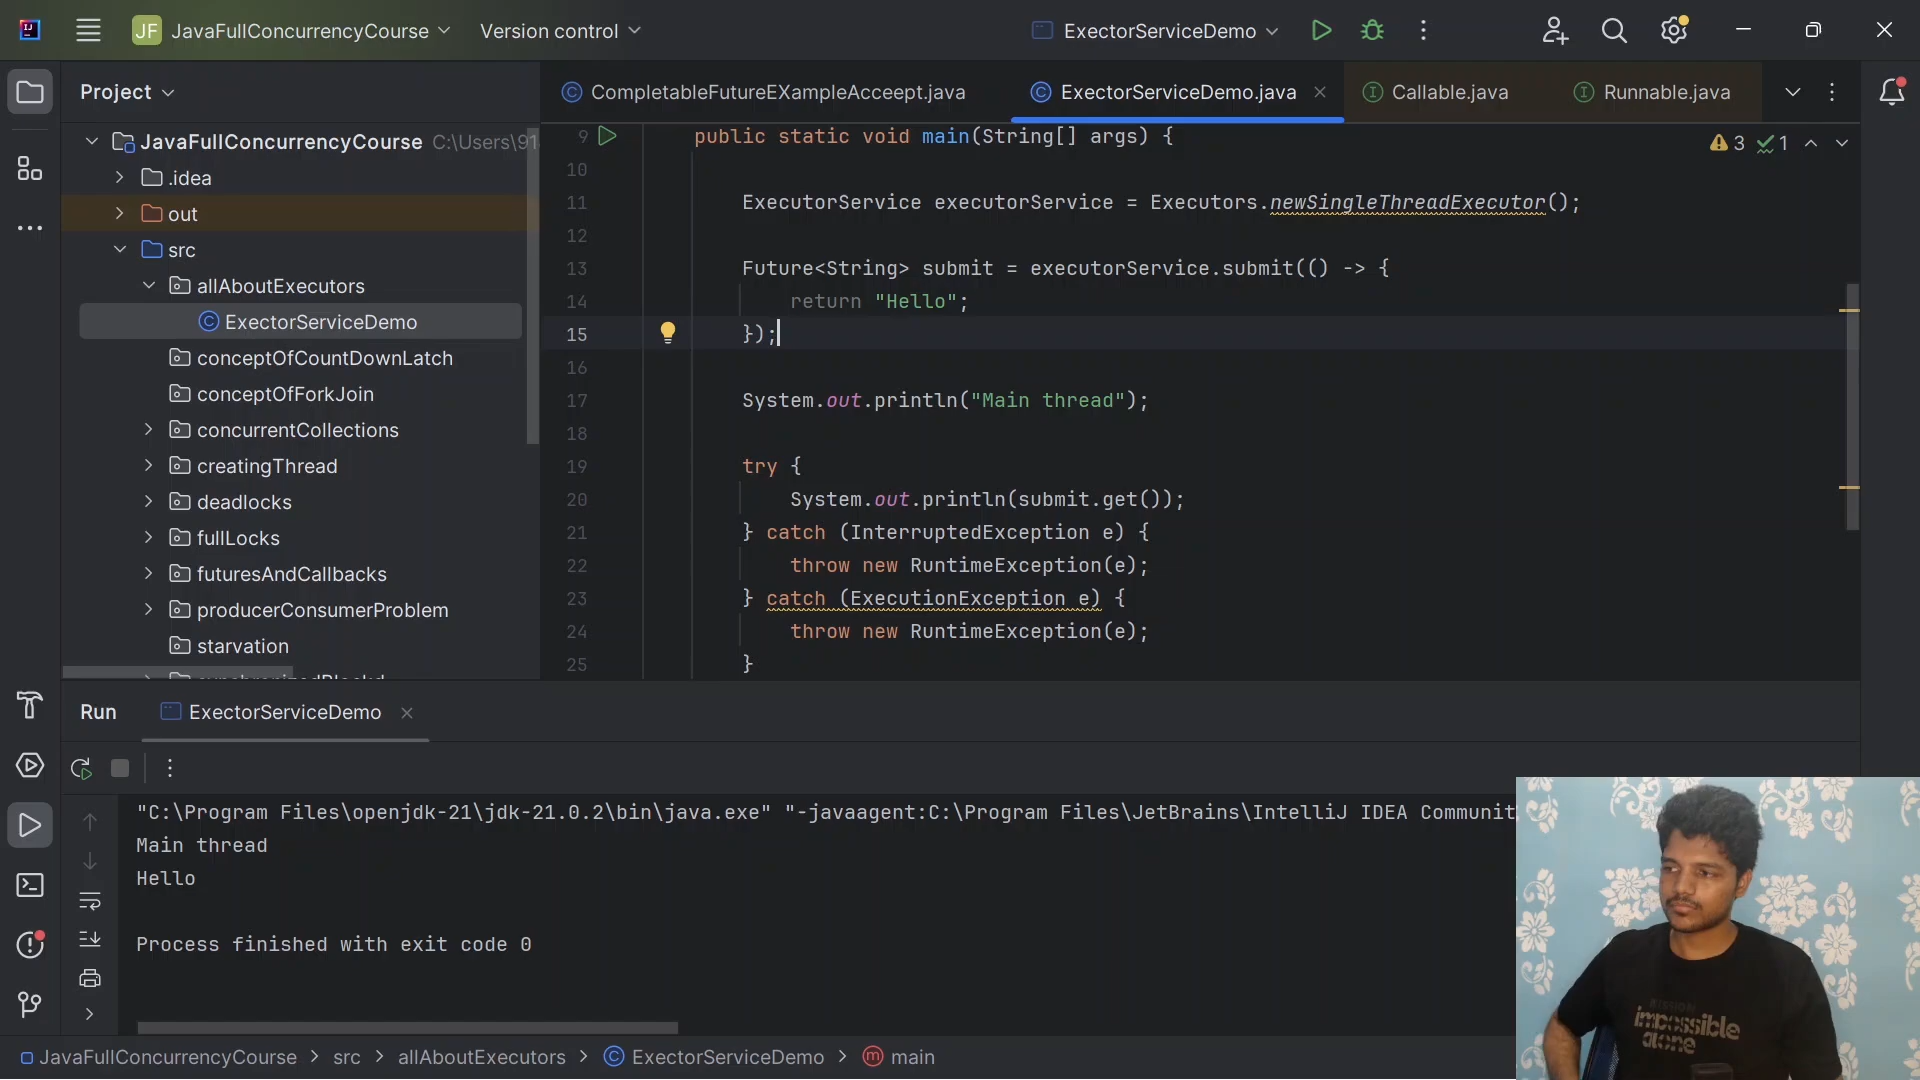 JF JavaFullConcurrencyCourse Version control ExectorServiceDemo
Project
CompletableFutureEXampleAcceept.java ExectorServiceDemo.java Callable.java Runnable.java
JavaFullConcurrencyCourse C:\Users\91
.idea
out
src
allAboutExecutors
ExectorServiceDemo
conceptOfCountDownLatch
conceptOfForkJoin
concurrentCollections
creatingThread
deadlocks
fullLocks
futuresAndCallbacks
producerConsumerProblem
starvation
3 1
9 public static void main(String[] args) {
10
11 ExecutorService executorService = Executors.newSingleThreadExecutor();
12
13 Future<String> submit = executorService.submit(() -> {
14 return "Hello";
15 });
16
17 System.out.println("Main thread");
18
19 try {
20 System.out.println(submit.get());
21 } catch (InterruptedException e) {
22 throw new RuntimeException(e);
23 } catch (ExecutionException e) {
24 throw new RuntimeException(e);
25 }
Run ExectorServiceDemo
"C:\Program Files\openjdk-21\jdk-21.0.2\bin\java.exe" "-javaagent:C:\Program Files\JetBrains\IntelliJ IDEA Communit
Main thread
Hello
Process finished with exit code 0
impossible
alone
JavaFullConcurrencyCourse > src > allAboutExecutors > ExectorServiceDemo > main